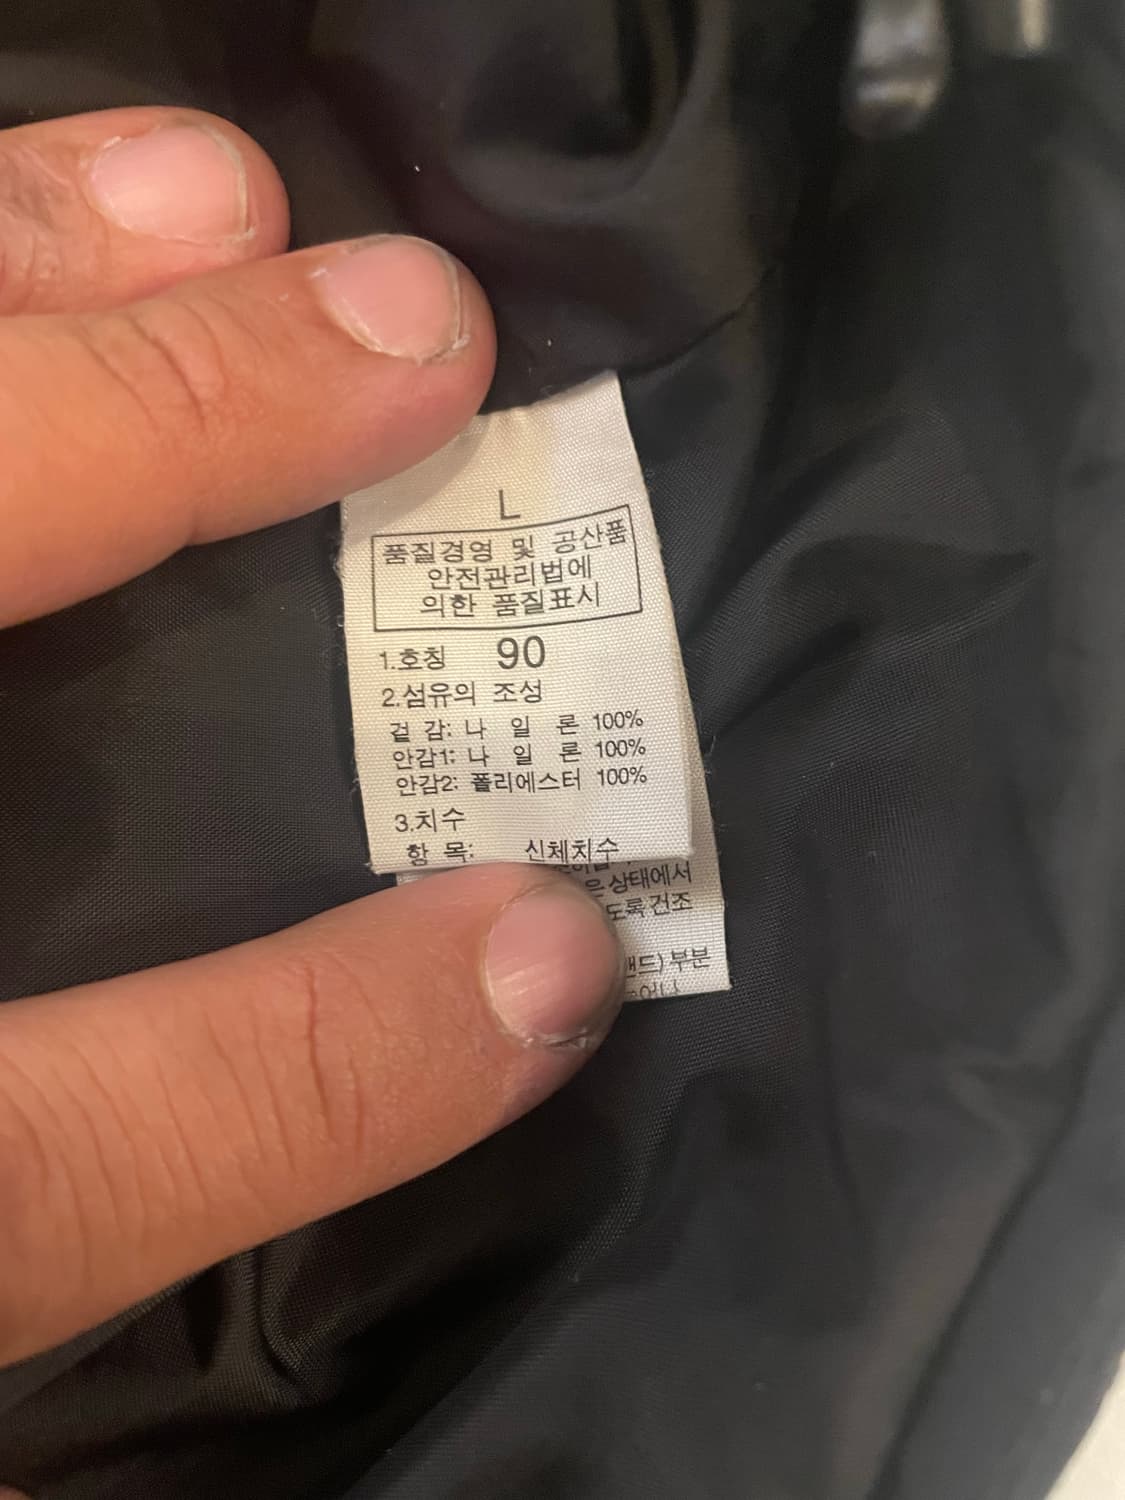 L
품질경영 및 공산품
안전관리법에
의한 품질표시
1.호칭 90
2.섬유의 조성
겉 감: 나 일 론 100%
안감1: 나 일 론 100%
안감2: 폴리에스터 100%
3.치수
항 목: 신체치수
은 상태에서
도록 건조
밴드) 부분